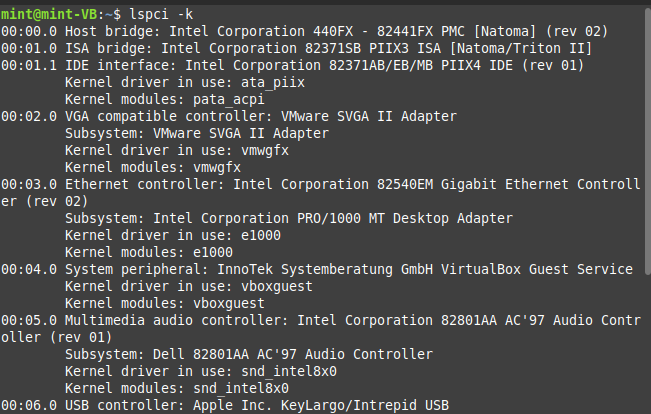 mint@mint-VB:~$ lspci -k
00:00.0 Host bridge: Intel Corporation 440FX - 82441FX PMC [Natoma] (rev 02)
00:01.0 ISA bridge: Intel Corporation 82371SB PIIX3 ISA [Natoma/Triton II]
00:01.1 IDE interface: Intel Corporation 82371AB/EB/MB PIIX4 IDE (rev 01)
        Kernel driver in use: ata_piix
        Kernel modules: pata_acpi
00:02.0 VGA compatible controller: VMware SVGA II Adapter
        Subsystem: VMware SVGA II Adapter
        Kernel driver in use: vmwgfx
        Kernel modules: vmwgfx
00:03.0 Ethernet controller: Intel Corporation 82540EM Gigabit Ethernet Controll
er (rev 02)
        Subsystem: Intel Corporation PRO/1000 MT Desktop Adapter
        Kernel driver in use: e1000
        Kernel modules: e1000
00:04.0 System peripheral: InnoTek Systemberatung GmbH VirtualBox Guest Service
        Kernel driver in use: vboxguest
        Kernel modules: vboxguest
00:05.0 Multimedia audio controller: Intel Corporation 82801AA AC'97 Audio Contr
oller (rev 01)
        Subsystem: Dell 82801AA AC'97 Audio Controller
        Kernel driver in use: snd_intel8x0
        Kernel modules: snd_intel8x0
00:06.0 USB controller: Apple Inc. KeyLargo/Intrepid USB